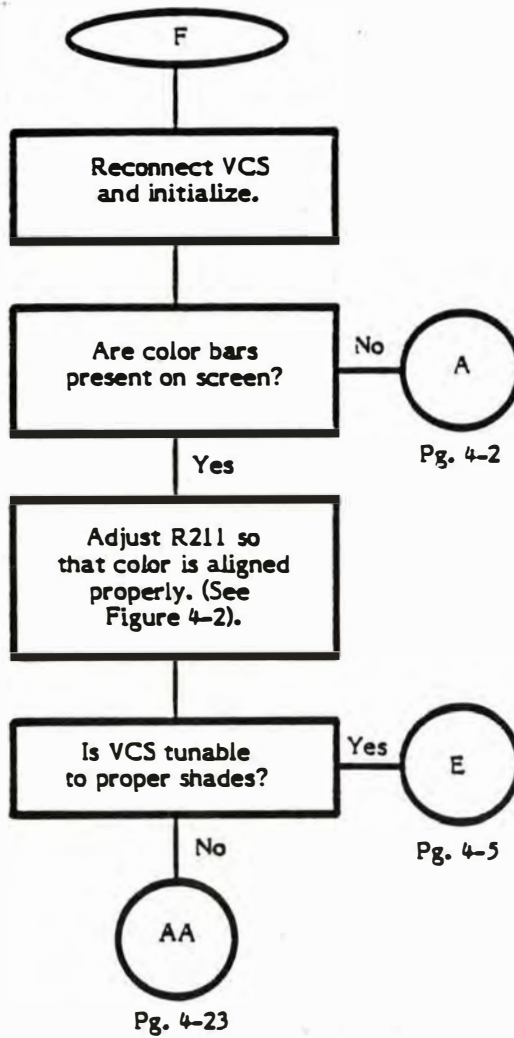 F
Reconnect VCS
and initialize.
Are color bars
present on screen?
No
A
Pg. 4-2
Yes
Adjust R211 so
that color is aligned
properly. (See
Figure 4-2).
Is VCS tunable
to proper shades?
Yes
E
Pg. 4-5
No
AA
Pg. 4-23